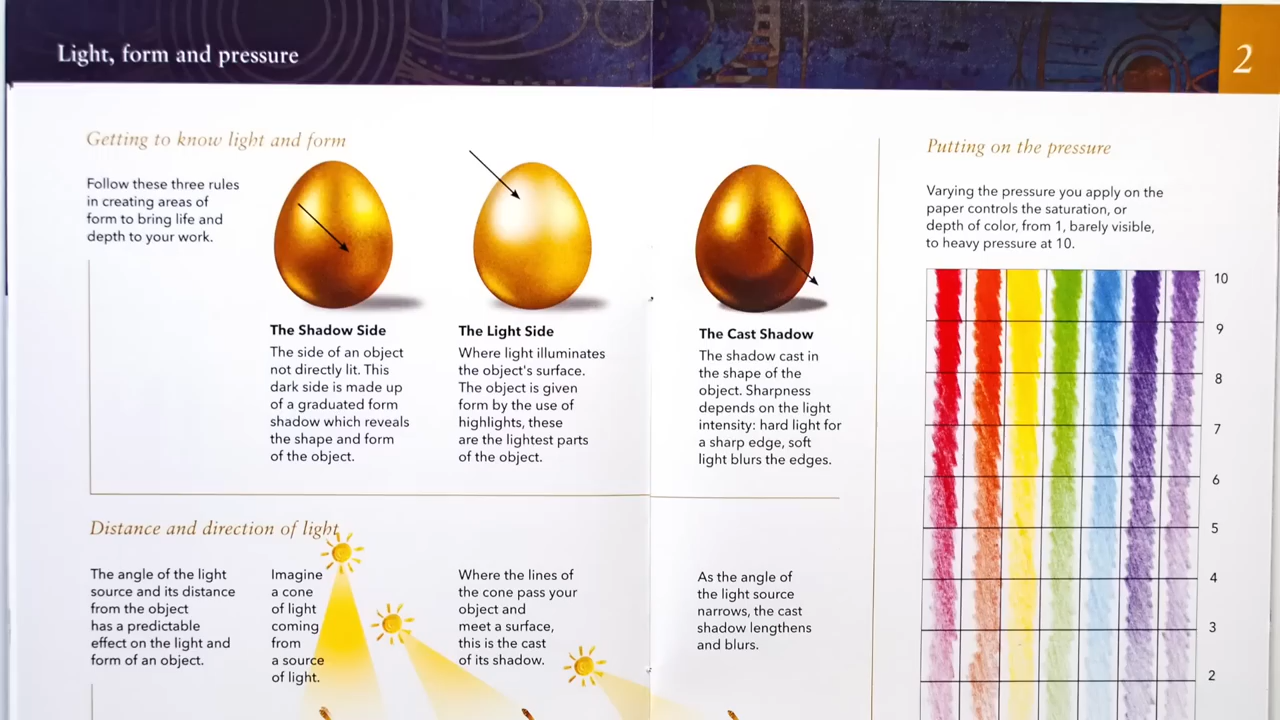 Light, form and pressure
2
Getting to know light and form
Follow these three rules
in creating areas of
form to bring life and
depth to your work.
The Shadow Side
The side of an object
not directly lit. This
dark side is made up
of a graduated form
shadow which reveals
the shape and form
of the object.
The Light Side
Where light illuminates
the object's surface.
The object is given
form by the use of
highlights, these
are the lightest parts
of the object.
The Cast Shadow
The shadow cast in
the shape of the
object. Sharpness
depends on the light
intensity: hard light for
a sharp edge, soft
light blurs the edges.
Distance and direction of light
The angle of the light
source and its distance
from the object
has a predictable
effect on the light and
form of an object.
Imagine
a cone
of light
coming
from
a source
of light.
Where the lines of
the cone pass your
object and
meet a surface,
this is the cast
of its shadow.
As the angle of
the light source
narrows, the cast
shadow lengthens
and blurs.
Putting on the pressure
Varying the pressure you apply on the
paper controls the saturation, or
depth of color, from 1, barely visible,
to heavy pressure at 10.
10
9
8
7
6
5
4
3
2